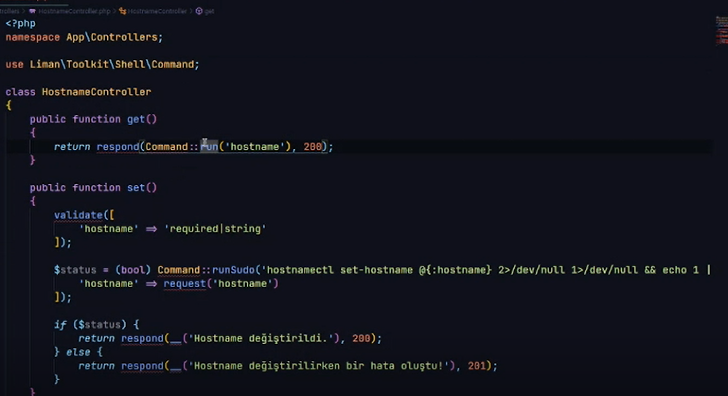 HostnameController.php > HostnameController > get
<?php
namespace App\Controllers;
use Liman\Toolkit\Shell\Command;
class HostnameController
{
public function get()
{
return respond(Command::run('hostname'), 200);
}
public function set()
{
validate([
'hostname' => 'required|string'
]);
$status = (bool) Command::runSudo('hostnamectl set-hostname @{:hostname} 2>/dev/null 1>/dev/null && echo 1 |
'hostname' => request('hostname')
]);
if ($status) {
return respond(__('Hostname değiştirildi.'), 200);
} else {
return respond(__('Hostname değiştirilirken bir hata oluştu!'), 201);
}
}